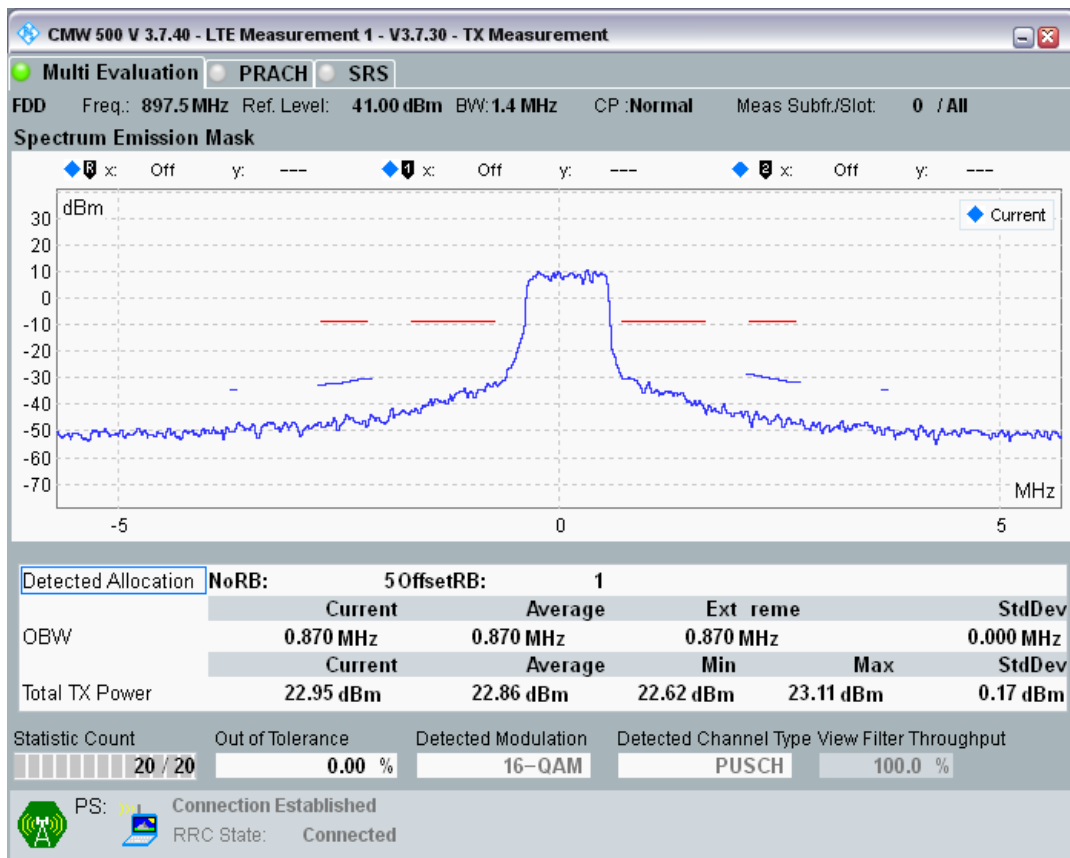 CMW 500 V 3.7.40 - LTE Measurement 1 - V3.7.30 - TX Measurement
Multi Evaluation PRACH SRS
FDD Freq.: 897.5 MHz Ref. Level: 41.00 dBm BW: 1.4 MHz CP :Normal Meas Subfr./Slot: 0 / All
Spectrum Emission Mask
R x: Off y: --- 1 x: Off y: --- 2 x: Off y: ---
dBm
Current
30
20
10
0
-10
-20
-30
-40
-50
-60
-70
MHz
-5 0 5
Detected Allocation NoRB: 5 OffsetRB: 1
Current Average Ext reme StdDev
OBW 0.870 MHz 0.870 MHz 0.870 MHz 0.000 MHz
Current Average Min Max StdDev
Total TX Power 22.95 dBm 22.86 dBm 22.62 dBm 23.11 dBm 0.17 dBm
Statistic Count Out of Tolerance Detected Modulation Detected Channel Type View Filter Throughput
20 / 20 0.00 % 16-QAM PUSCH 100.0 %
PS: Connection Established
RRC State: Connected